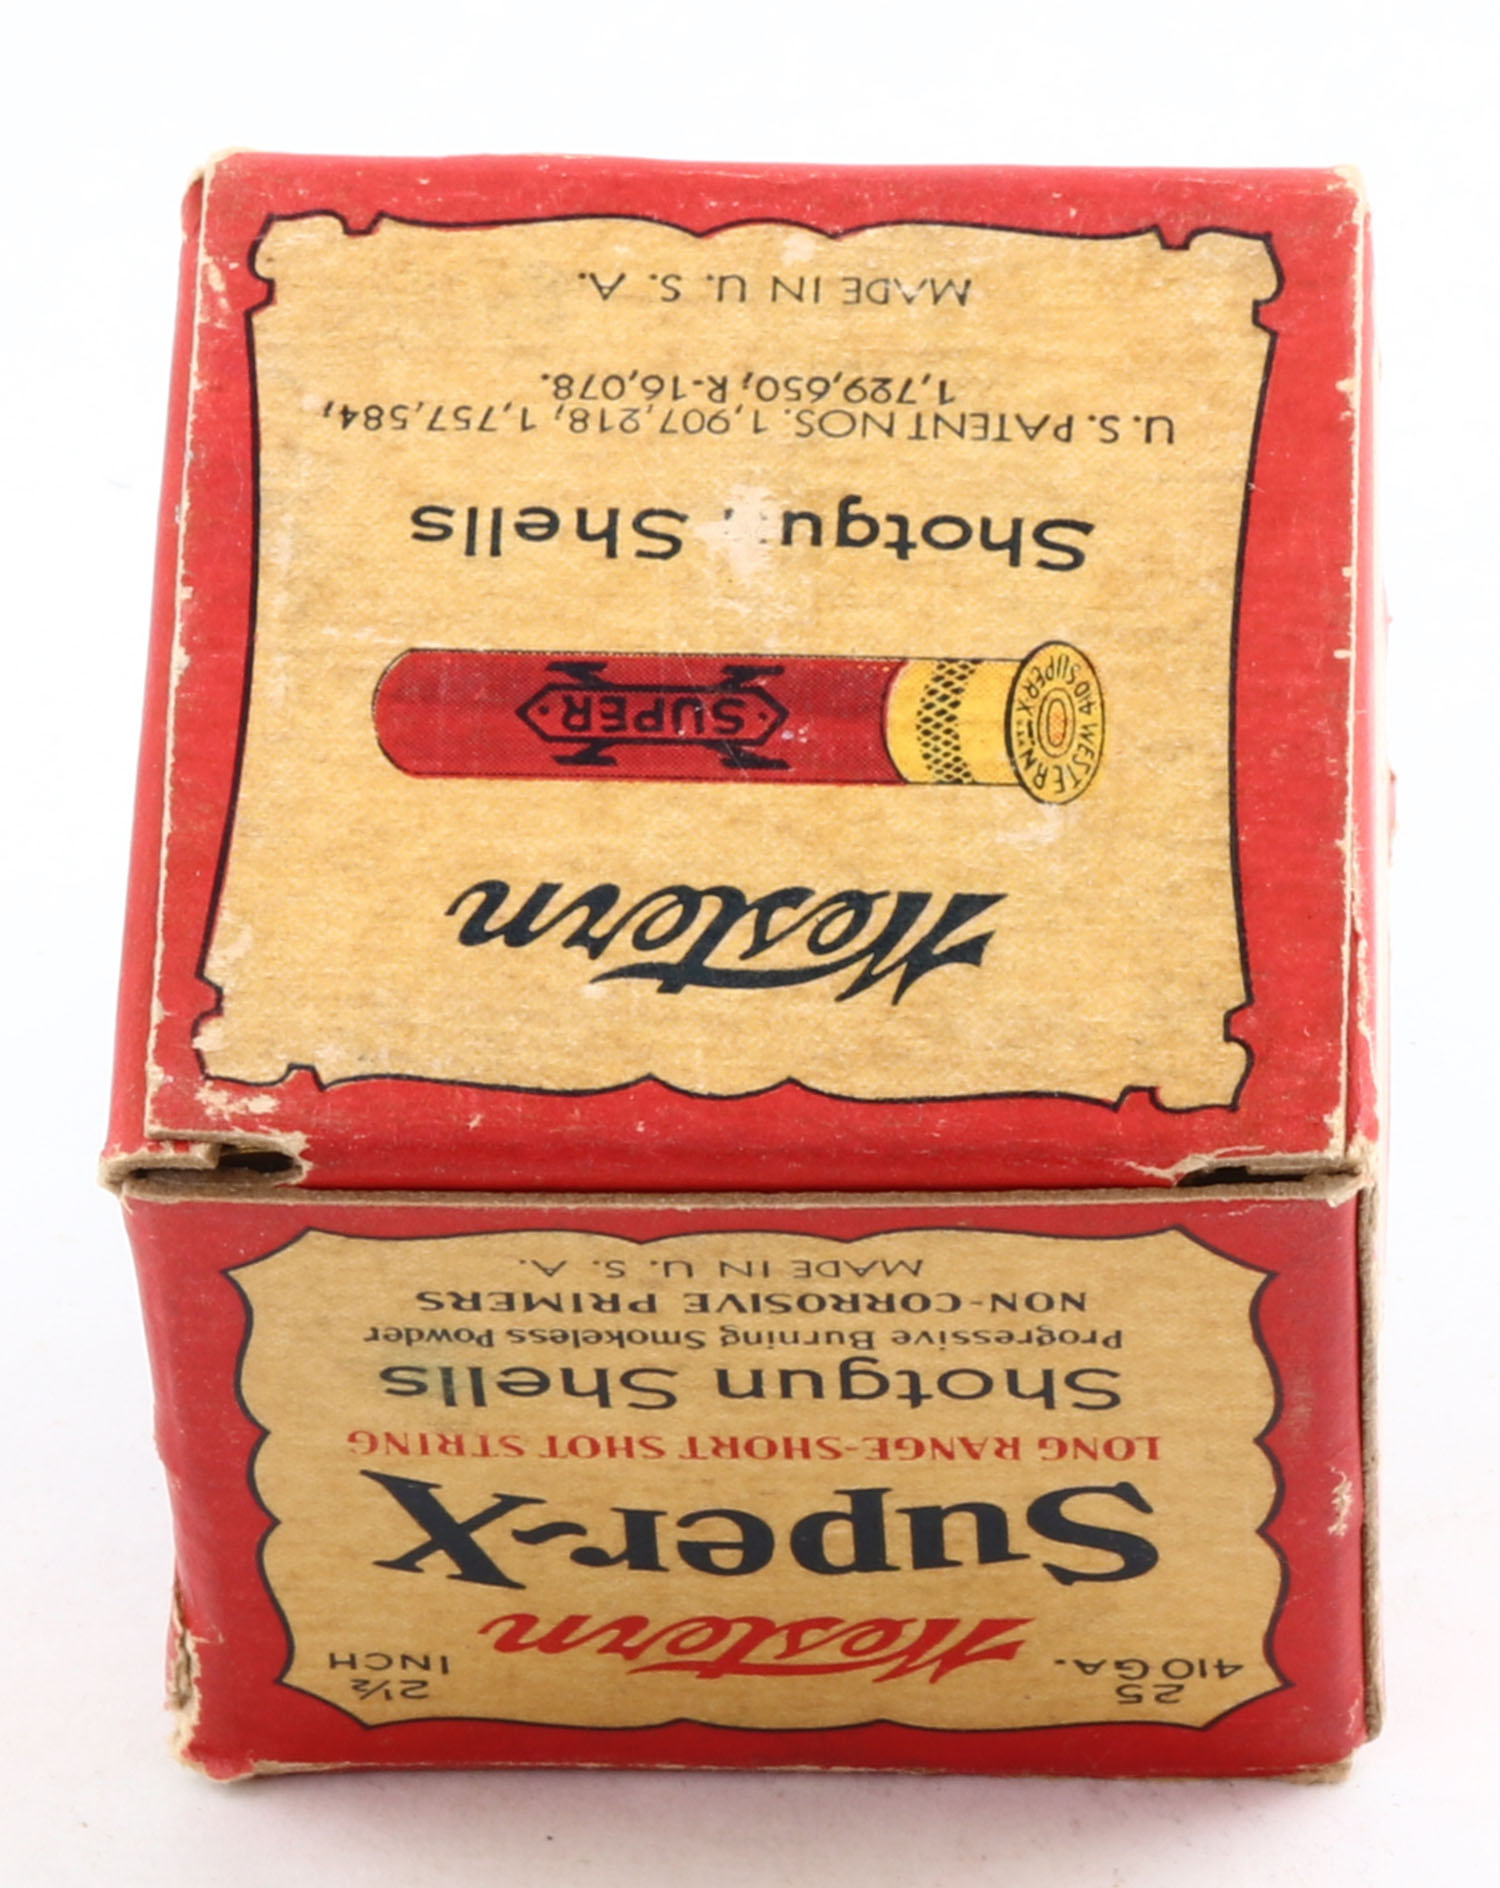 25
410 GA.
2½
INCH
Western
Super-X
LONG RANGE-SHORT SHOT STRING
Shotgun Shells
Progressive Burning Smokeless Powder
NON-CORROSIVE PRIMERS
MADE IN U. S. A.
Western
410 WESTERN SUPER-X
SUPER X
Shotgun Shells
U.S. PATENT NOS. 1,907,218; 1,757,584;
1,729,650; R-16,078.
MADE IN U. S. A.